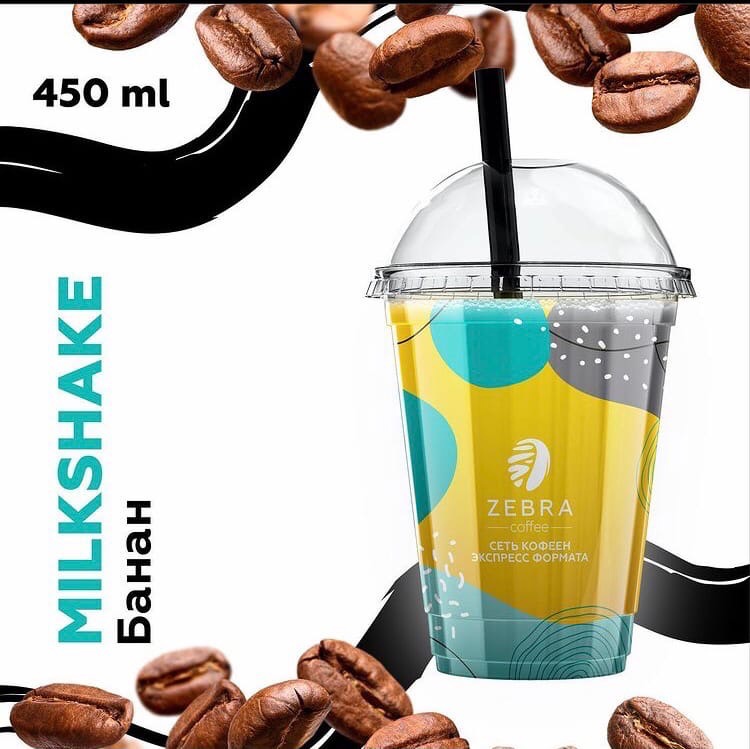 450 ml
MILKSHAKE
Банан
ZEBRA
coffee
СЕТЬ КОФЕЕН
ЭКСПРЕСС ФОРМАТА